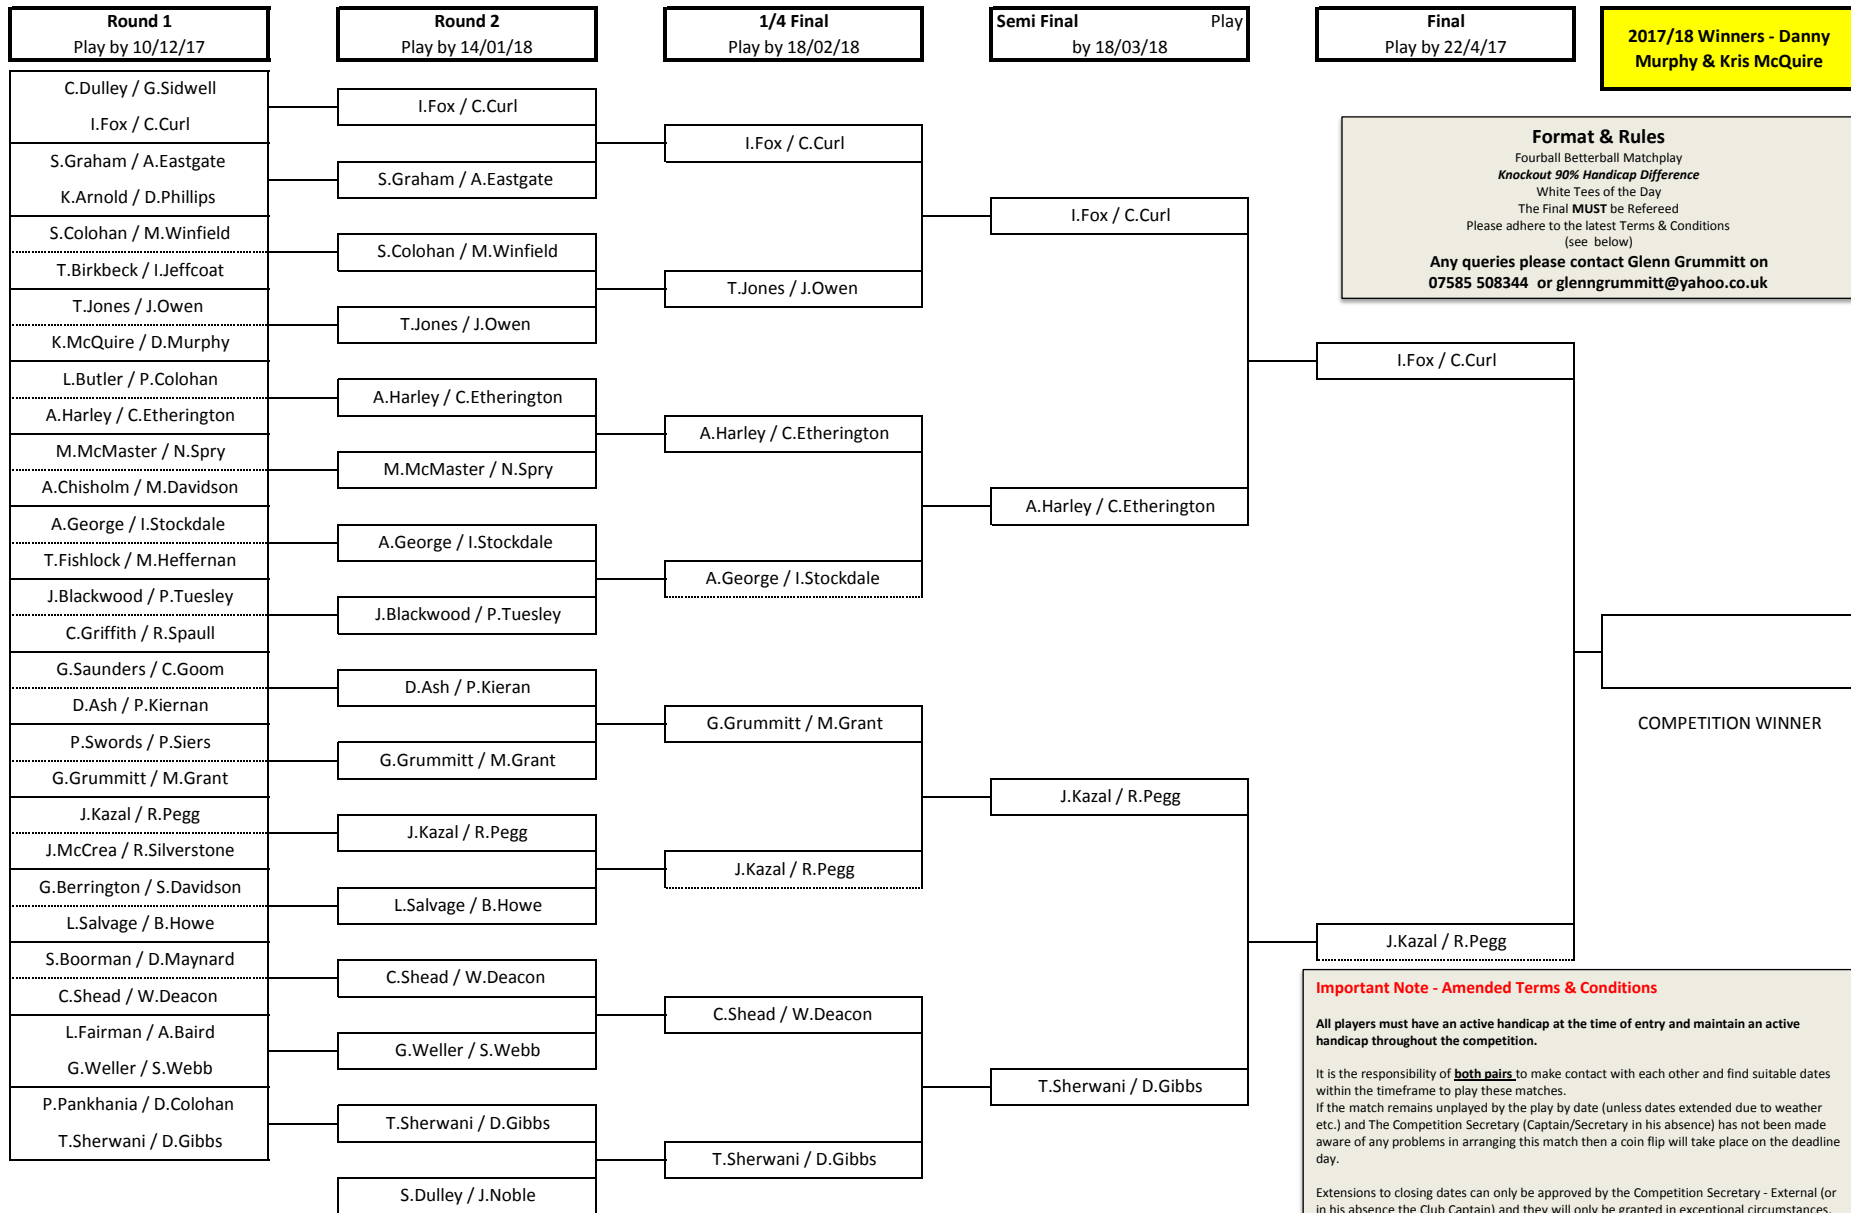 Round 1
Play by 10/12/17
Round 2
Play by 14/01/18
1/4 Final
Play by 18/02/18
Semi Final Play
by 18/03/18
Final
Play by 22/4/17
2017/18 Winners - Danny
Murphy & Kris McQuire
C.Dulley / G.Sidwell
I.Fox / C.Curl
S.Graham / A.Eastgate
K.Arnold / D.Phillips
S.Colohan / M.Winfield
T.Birkbeck / I.Jeffcoat
T.Jones / J.Owen
K.McQuire / D.Murphy
L.Butler / P.Colohan
A.Harley / C.Etherington
M.McMaster / N.Spry
A.Chisholm / M.Davidson
A.George / I.Stockdale
T.Fishlock / M.Heffernan
J.Blackwood / P.Tuesley
C.Griffith / R.Spaull
G.Saunders / C.Goom
D.Ash / P.Kiernan
P.Swords / P.Siers
G.Grummitt / M.Grant
J.Kazal / R.Pegg
J.McCrea / R.Silverstone
G.Berrington / S.Davidson
L.Salvage / B.Howe
S.Boorman / D.Maynard
C.Shead / W.Deacon
L.Fairman / A.Baird
G.Weller / S.Webb
P.Pankhania / D.Colohan
T.Sherwani / D.Gibbs
I.Fox / C.Curl
S.Graham / A.Eastgate
S.Colohan / M.Winfield
T.Jones / J.Owen
A.Harley / C.Etherington
M.McMaster / N.Spry
A.George / I.Stockdale
J.Blackwood / P.Tuesley
D.Ash / P.Kieran
G.Grummitt / M.Grant
J.Kazal / R.Pegg
L.Salvage / B.Howe
C.Shead / W.Deacon
G.Weller / S.Webb
T.Sherwani / D.Gibbs
S.Dulley / J.Noble
I.Fox / C.Curl
T.Jones / J.Owen
A.Harley / C.Etherington
A.George / I.Stockdale
G.Grummitt / M.Grant
J.Kazal / R.Pegg
C.Shead / W.Deacon
T.Sherwani / D.Gibbs
I.Fox / C.Curl
A.Harley / C.Etherington
J.Kazal / R.Pegg
T.Sherwani / D.Gibbs
I.Fox / C.Curl
J.Kazal / R.Pegg
COMPETITION WINNER
Format & Rules
Fourball Betterball Matchplay
Knockout 90% Handicap Difference
White Tees of the Day
The Final MUST be Refereed
Please adhere to the latest Terms & Conditions
(see below)
Any queries please contact Glenn Grummitt on
07585 508344 or glenngrummitt@yahoo.co.uk
Important Note - Amended Terms & Conditions
All players must have an active handicap at the time of entry and maintain an active
handicap throughout the competition.
It is the responsibility of both pairs to make contact with each other and find suitable dates
within the timeframe to play these matches.
If the match remains unplayed by the play by date (unless dates extended due to weather
etc.) and The Competition Secretary (Captain/Secretary in his absence) has not been made
aware of any problems in arranging this match then a coin flip will take place on the deadline
day.
Extensions to closing dates can only be approved by the Competition Secretary - External (or
in his absence the Club Captain) and they will only be granted in exceptional circumstances.